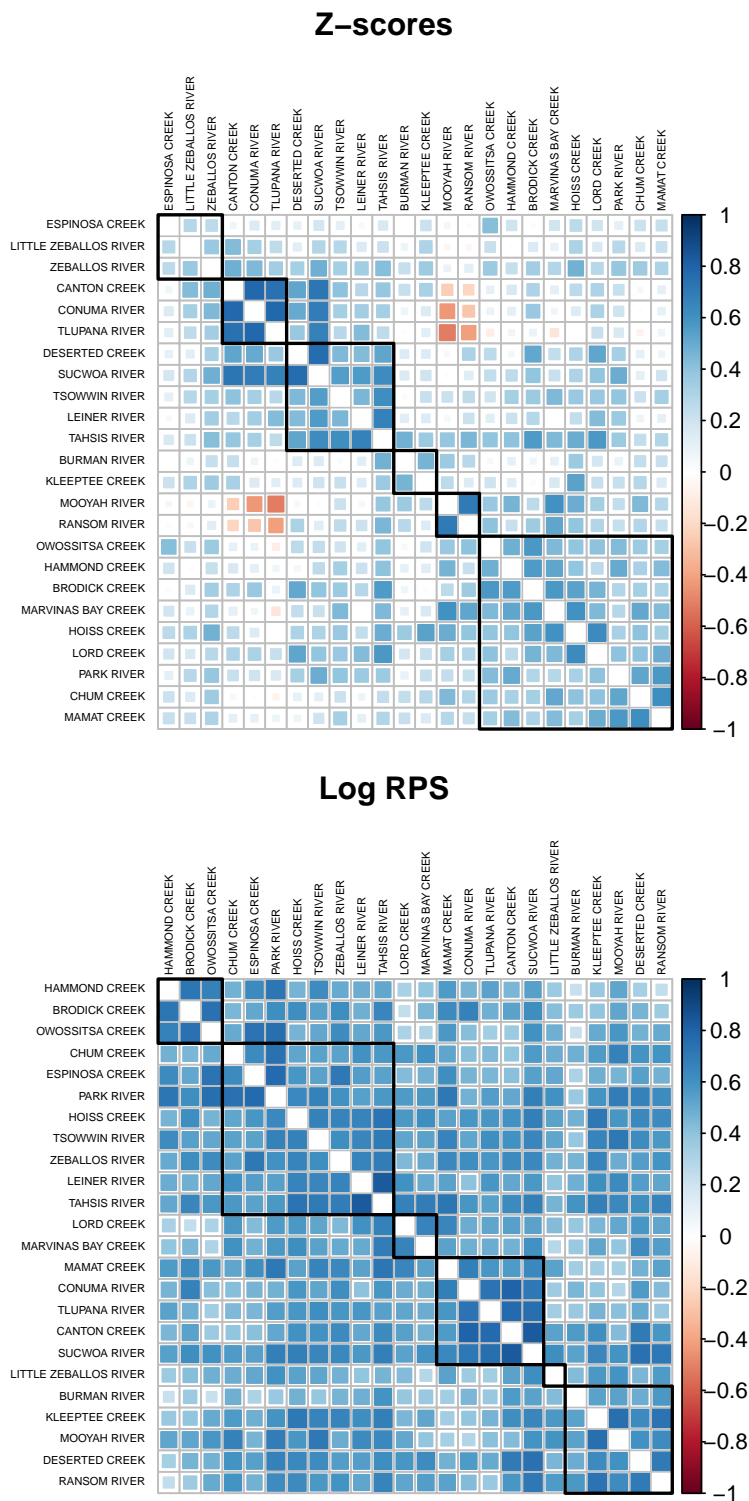 Z−scores
ESPINOSA CREEK
LITTLE ZEBALLOS RIVER
ZEBALLOS RIVER
CANTON CREEK
CONUMA RIVER
TLUPANA RIVER
DESERTED CREEK
SUCWOA RIVER
TSOWWIN RIVER
LEINER RIVER
TAHSIS RIVER
BURMAN RIVER
KLEEPTEE CREEK
MOOYAH RIVER
RANSOM RIVER
OWOSSITSA CREEK
HAMMOND CREEK
BRODICK CREEK
MARVINAS BAY CREEK
HOISS CREEK
LORD CREEK
PARK RIVER
CHUM CREEK
MAMAT CREEK
ESPINOSA CREEK
LITTLE ZEBALLOS RIVER
ZEBALLOS RIVER
CANTON CREEK
CONUMA RIVER
TLUPANA RIVER
DESERTED CREEK
SUCWOA RIVER
TSOWWIN RIVER
LEINER RIVER
TAHSIS RIVER
BURMAN RIVER
KLEEPTEE CREEK
MOOYAH RIVER
RANSOM RIVER
OWOSSITSA CREEK
HAMMOND CREEK
BRODICK CREEK
MARVINAS BAY CREEK
HOISS CREEK
LORD CREEK
PARK RIVER
CHUM CREEK
MAMAT CREEK
1
0.8
0.6
0.4
0.2
0
−0.2
−0.4
−0.6
−0.8
−1
Log RPS
HAMMOND CREEK
BRODICK CREEK
OWOSSITSA CREEK
CHUM CREEK
ESPINOSA CREEK
PARK RIVER
HOISS CREEK
TSOWWIN RIVER
ZEBALLOS RIVER
LEINER RIVER
TAHSIS RIVER
LORD CREEK
MARVINAS BAY CREEK
MAMAT CREEK
CONUMA RIVER
TLUPANA RIVER
CANTON CREEK
SUCWOA RIVER
LITTLE ZEBALLOS RIVER
BURMAN RIVER
KLEEPTEE CREEK
MOOYAH RIVER
DESERTED CREEK
RANSOM RIVER
HAMMOND CREEK
BRODICK CREEK
OWOSSITSA CREEK
CHUM CREEK
ESPINOSA CREEK
PARK RIVER
HOISS CREEK
TSOWWIN RIVER
ZEBALLOS RIVER
LEINER RIVER
TAHSIS RIVER
LORD CREEK
MARVINAS BAY CREEK
MAMAT CREEK
CONUMA RIVER
TLUPANA RIVER
CANTON CREEK
SUCWOA RIVER
LITTLE ZEBALLOS RIVER
BURMAN RIVER
KLEEPTEE CREEK
MOOYAH RIVER
DESERTED CREEK
RANSOM RIVER
1
0.8
0.6
0.4
0.2
0
−0.2
−0.4
−0.6
−0.8
−1